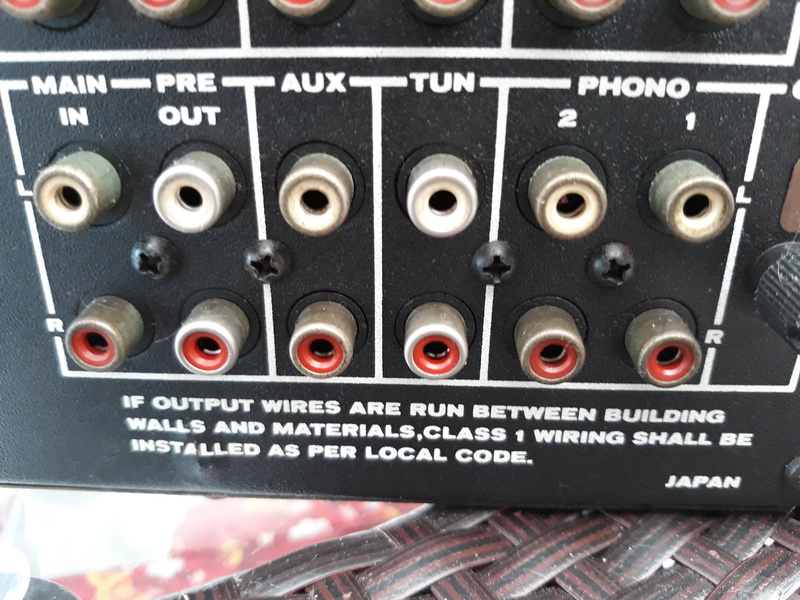 MAIN PRE AUX TUN PHONO
IN OUT 2 1
L L
R R
IF OUTPUT WIRES ARE RUN BETWEEN BUILDING
WALLS AND MATERIALS,CLASS 1 WIRING SHALL BE
INSTALLED AS PER LOCAL CODE.
JAPAN